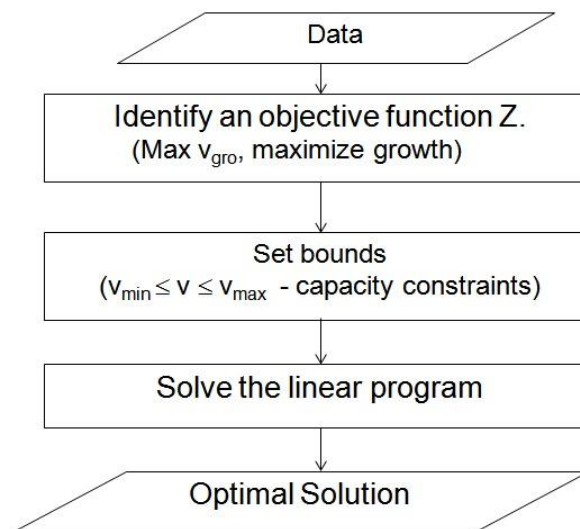 Data
Identify an objective function Z.
(Max vgro, maximize growth)
Set bounds
(vmin ≤ v ≤ vmax - capacity constraints)
Solve the linear program
Optimal Solution